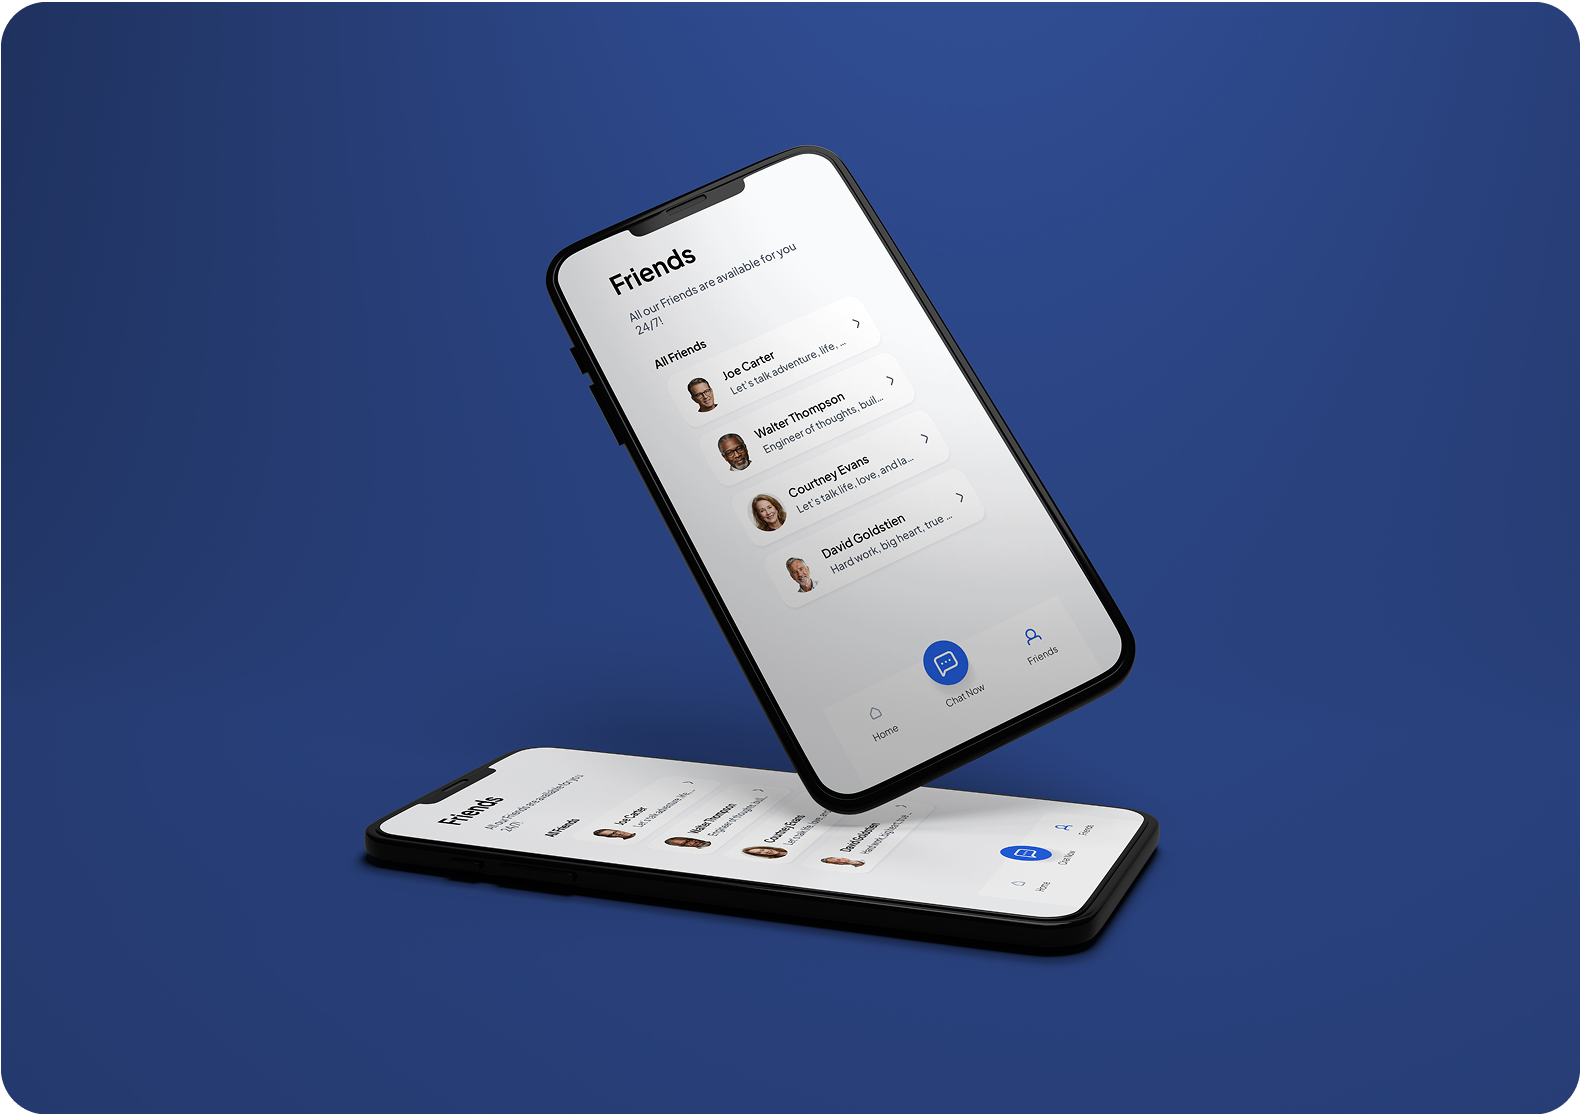 Friends
All our Friends are available for you
24/7!
All Friends
Joe Carter
Let's talk adventure, life, ...
Walter Thompson
Engineer of thoughts, buil...
Courtney Evans
Let's talk life, love, and la...
David Goldstien
Hard work, big heart, true ...
Home
Chat Now
Friends
Friends
All our Friends are available for you
24/7!
All Friends
Joe Carter
Let's talk adventure, life, ...
Walter Thompson
Engineer of thoughts, buil...
Courtney Evans
Let's talk life, love, and
David Goldstien
Hard work, big heart, true ...
Home
Chat Now
Friends